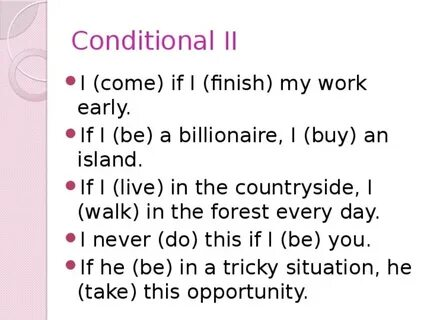 Conditional II
I (come) if I (finish) my work
early.
If I (be) a billionaire, I (buy) an
island.
If I (live) in the countryside, I
(walk) in the forest every day.
I never (do) this if I (be) you.
If he (be) in a tricky situation, he
(take) this opportunity.